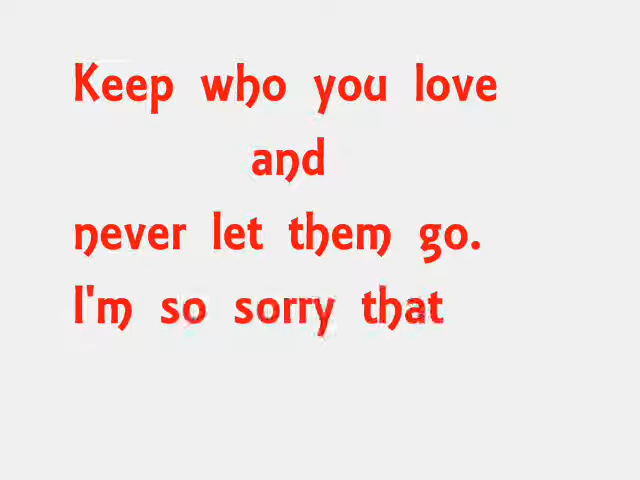 Keep who you love
and
never let them go.
I'm so sorry that